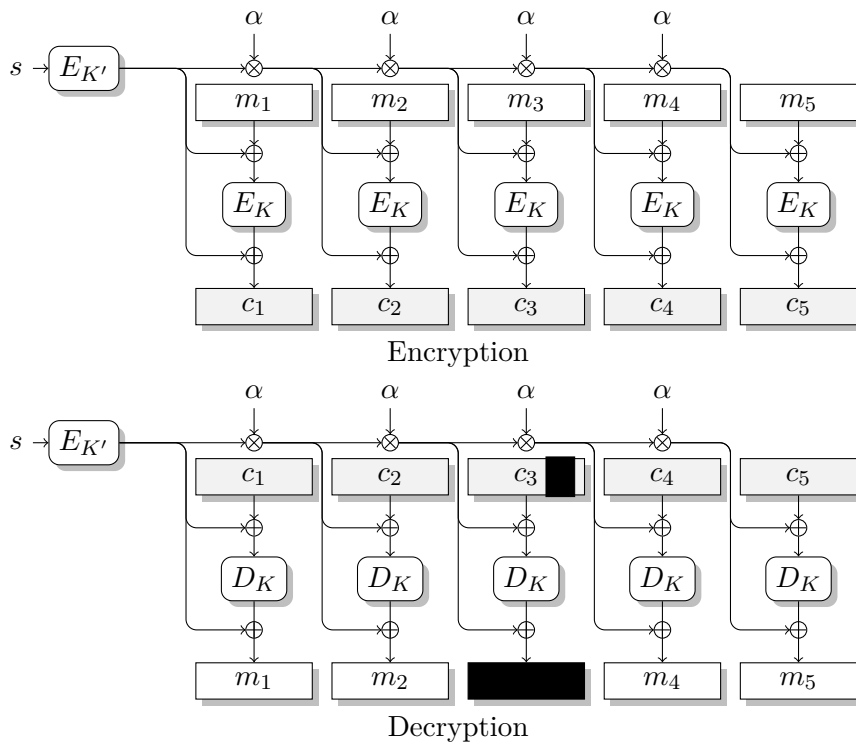 α α α α
s E_{K'}
m_1 m_2 m_3 m_4 m_5
E_K E_K E_K E_K E_K
c_1 c_2 c_3 c_4 c_5
Encryption
α α α α
s E_{K'}
c_1 c_2 c_3 c_4 c_5
D_K D_K D_K D_K D_K
m_1 m_2 m_4 m_5
Decryption